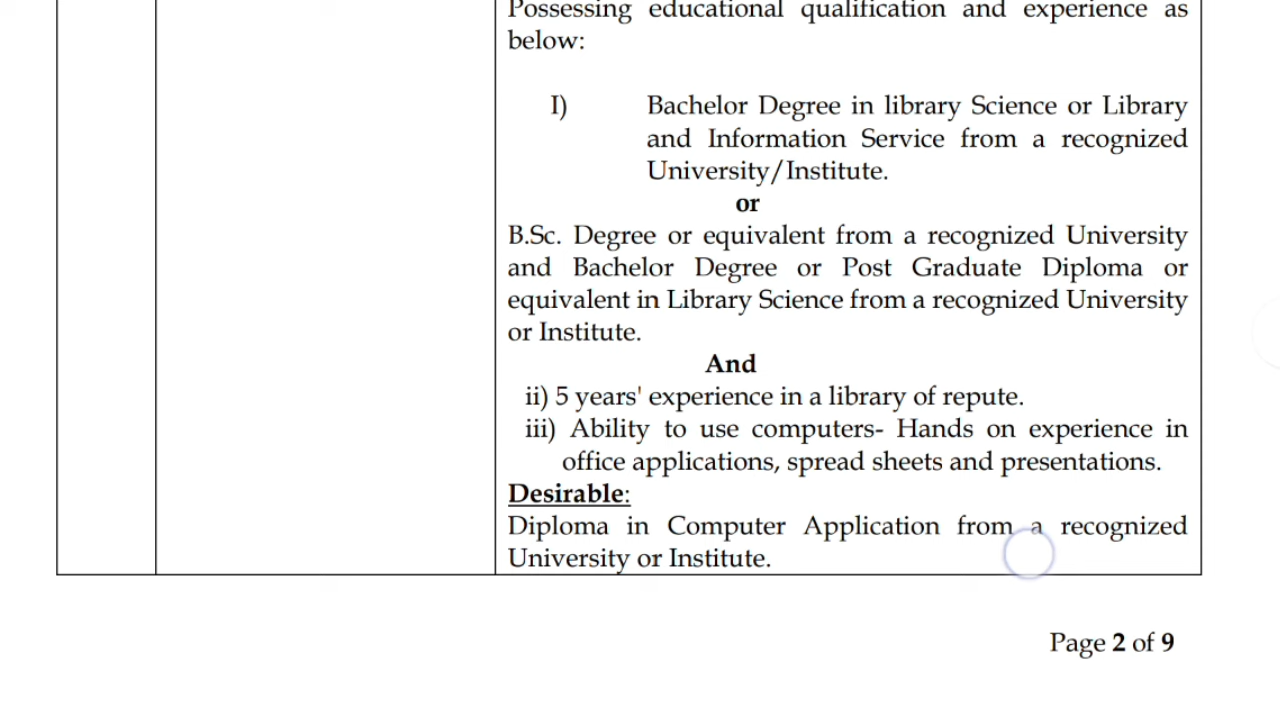 Possessing educational qualification and experience as
below:
I) Bachelor Degree in library Science or Library
and Information Service from a recognized
University/Institute.
or
B.Sc. Degree or equivalent from a recognized University
and Bachelor Degree or Post Graduate Diploma or
equivalent in Library Science from a recognized University
or Institute.
And
ii) 5 years' experience in a library of repute.
iii) Ability to use computers- Hands on experience in
office applications, spread sheets and presentations.
Desirable:
Diploma in Computer Application from a recognized
University or Institute.
Page 2 of 9